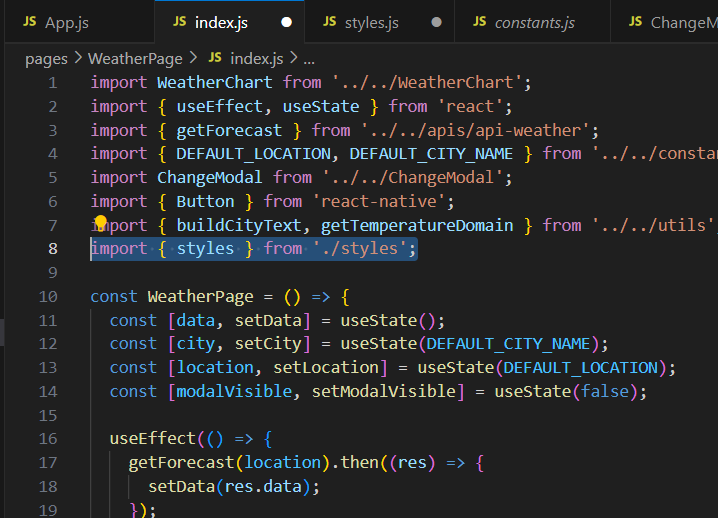 JS App.js JS index.js JS styles.js JS constants.js JS ChangeM
pages > WeatherPage > JS index.js > ...
1 import WeatherChart from '../../WeatherChart';
2 import { useEffect, useState } from 'react';
3 import { getForecast } from '../../apis/api-weather';
4 import { DEFAULT_LOCATION, DEFAULT_CITY_NAME } from '../../constan
5 import ChangeModal from '../../ChangeModal';
6 import { Button } from 'react-native';
7 import { buildCityText, getTemperatureDomain } from '../../utils'
8 import { styles } from './styles';
9
10 const WeatherPage = () => {
11 const [data, setData] = useState();
12 const [city, setCity] = useState(DEFAULT_CITY_NAME);
13 const [location, setLocation] = useState(DEFAULT_LOCATION);
14 const [modalVisible, setModalVisible] = useState(false);
15
16 useEffect(() => {
17 getForecast(location).then((res) => {
18 setData(res.data);
19 });